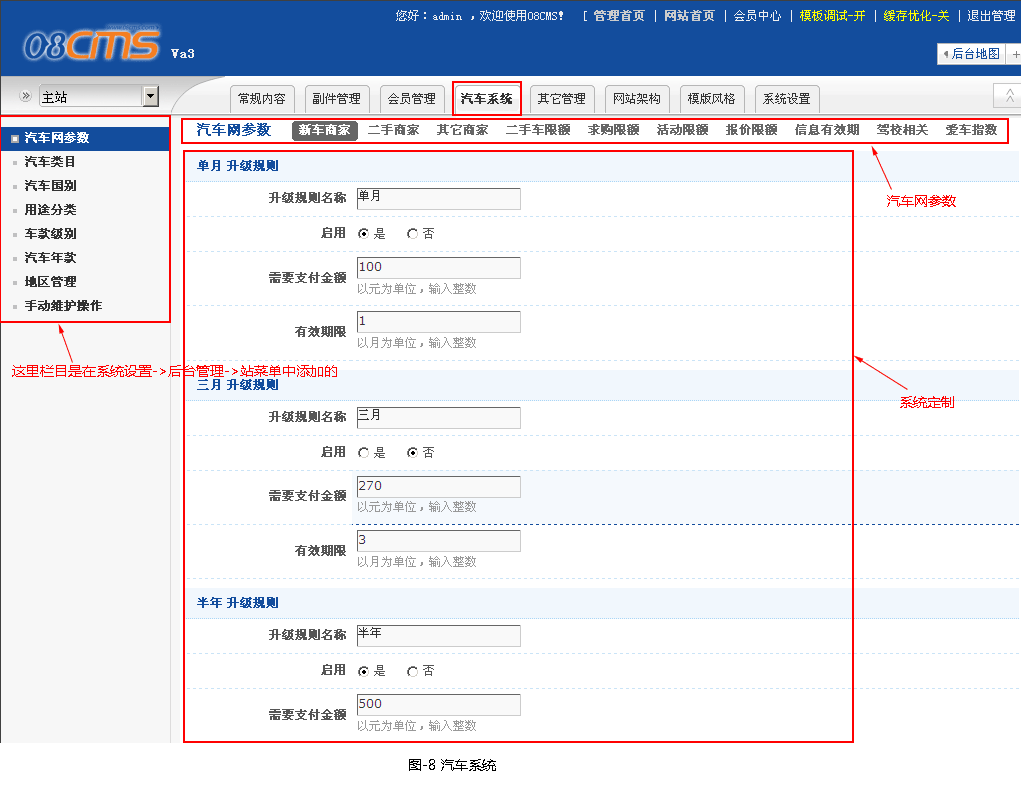 您好：admin ，欢迎使用08CMS! [ 管理首页 | 网站首页 | 会员中心 | 模板调试-开 | 缓存优化-关 | 退出管理
08CMS Va3
后台地图 +
» 主站 常规内容 副件管理 会员管理 汽车系统 其它管理 网站架构 模版风格 系统设置
汽车网参数 新车商家 二手商家 其它商家 二手车限额 求购限额 活动限额 报价限额 信息有效期 驾校相关 爱车指数
汽车网参数
汽车类目
汽车国别
用途分类
车款级别
汽车年款
地区管理
手动维护操作
这里栏目是在系统设置->后台管理->站菜单中添加的
汽车网参数
单月 升级规则
升级规则名称 单月
启用 是 否
需要支付金额 100
以元为单位，输入整数
有效期限 1
以月为单位，输入整数
系统定制
三月 升级规则
升级规则名称 三月
启用 是 否
需要支付金额 270
以元为单位，输入整数
有效期限 3
以月为单位，输入整数
半年 升级规则
升级规则名称 半年
启用 是 否
需要支付金额 500
以元为单位，输入整数
图-8 汽车系统